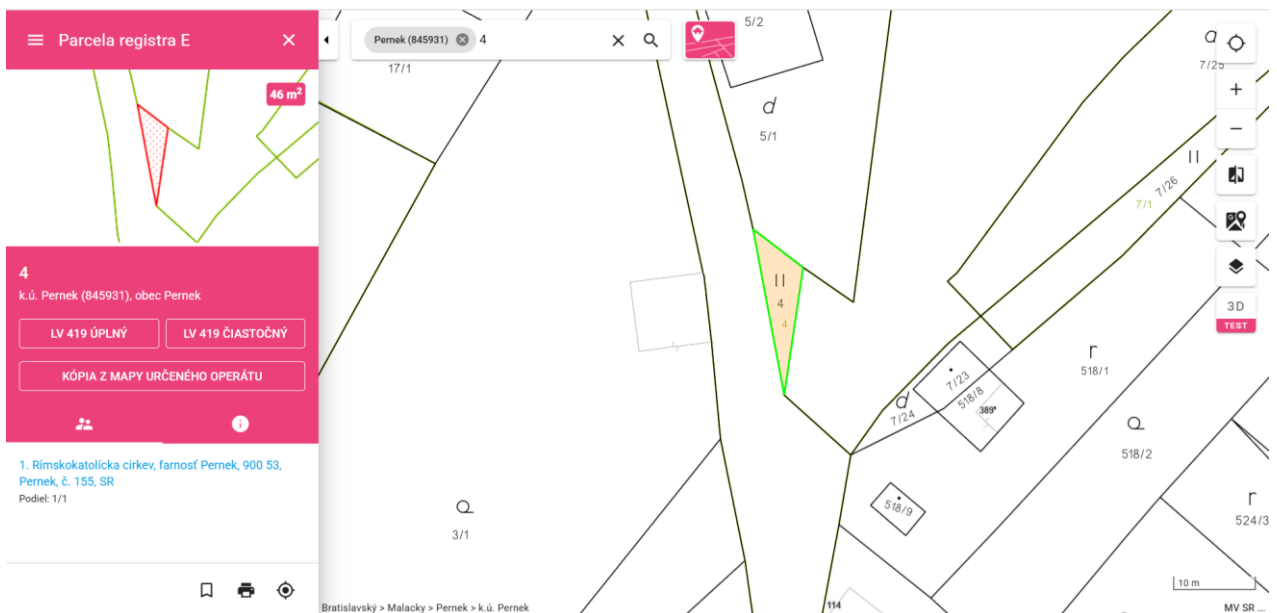 Parcela registra E
46 m²
4
k.ú. Pernek (845931), obec Pernek
LV 419 ÚPLNÝ
LV 419 ČIASTOČNÝ
KÓPIA Z MAPY URČENÉHO OPERÁTU
1. Rímskokatolícka cirkev, farnosť Pernek, 900 53,
Pernek, č. 155, SR
Podiel: 1/1
Pernek (845931) 4
5/2
17/1
d
5/1
a
7/25
II
7/26
7/1
II
4
4
3D
TEST
r
518/1
7/23
518/8
389
d
7/24
518/2
518/9
3/1
r
524/3
10 m
114
Bratislavský > Malacky > Pernek > k.ú. Pernek
MV SR ...